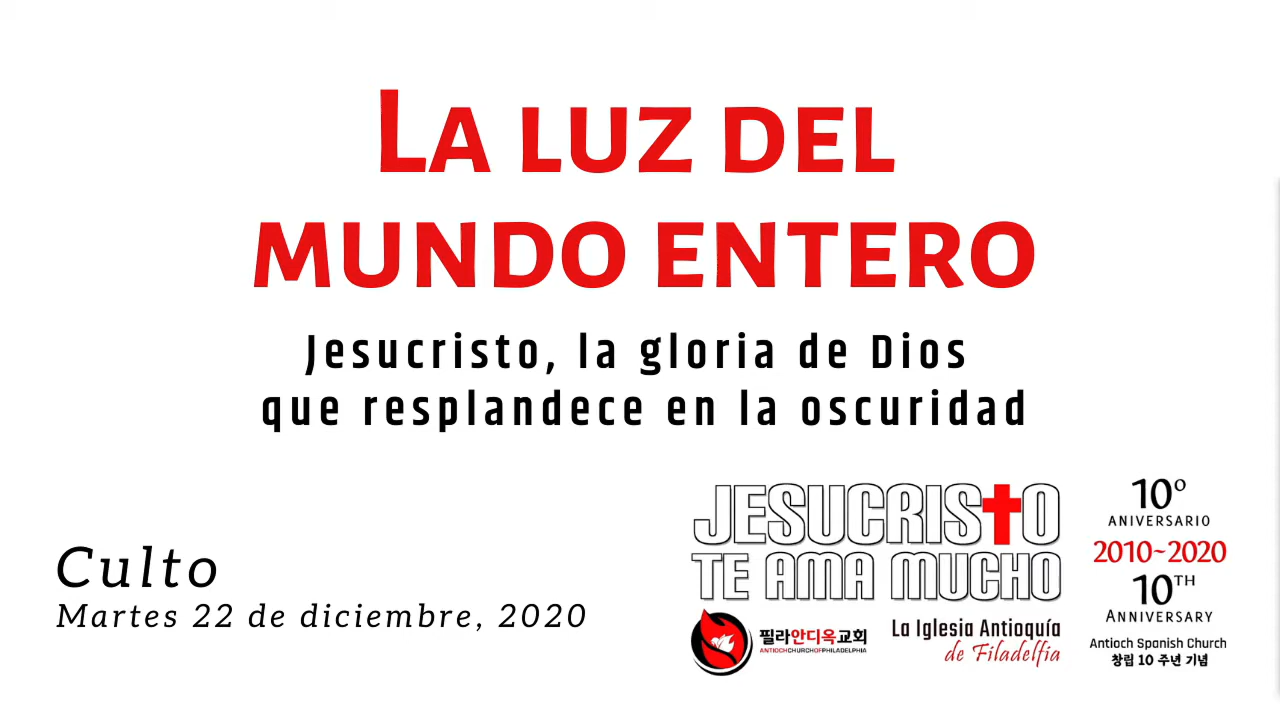 LA LUZ DEL
MUNDO ENTERO
Jesucristo, la gloria de Dios
que resplandece en la oscuridad
Culto
Martes 22 de diciembre, 2020
JESUCRISTO
TE AMA MUCHO
필라안디옥교회
ANTIOCHCHURCHOFPHILADELPHIA
La Iglesia Antioquía
de Filadelfia
10º
ANIVERSARIO
2010~2020
10TH
ANNIVERSARY
Antioch Spanish Church
창립 10 주년 기념